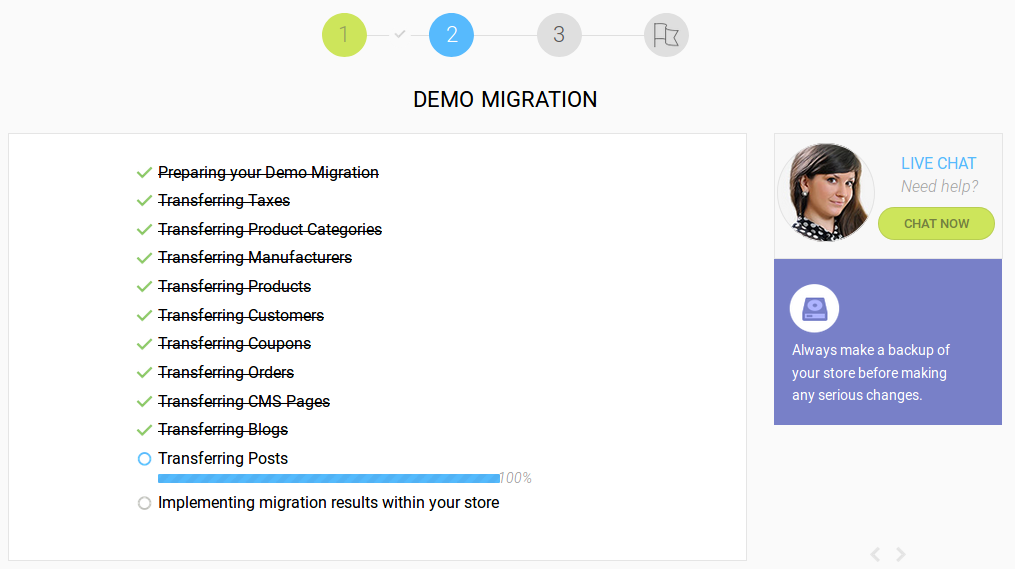 1
2
3
DEMO MIGRATION
Preparing your Demo Migration
Transferring Taxes
Transferring Product Categories
Transferring Manufacturers
Transferring Products
Transferring Customers
Transferring Coupons
Transferring Orders
Transferring CMS Pages
Transferring Blogs
Transferring Posts
100%
Implementing migration results within your store
LIVE CHAT
Need help?
CHAT NOW
Always make a backup of
your store before making
any serious changes.